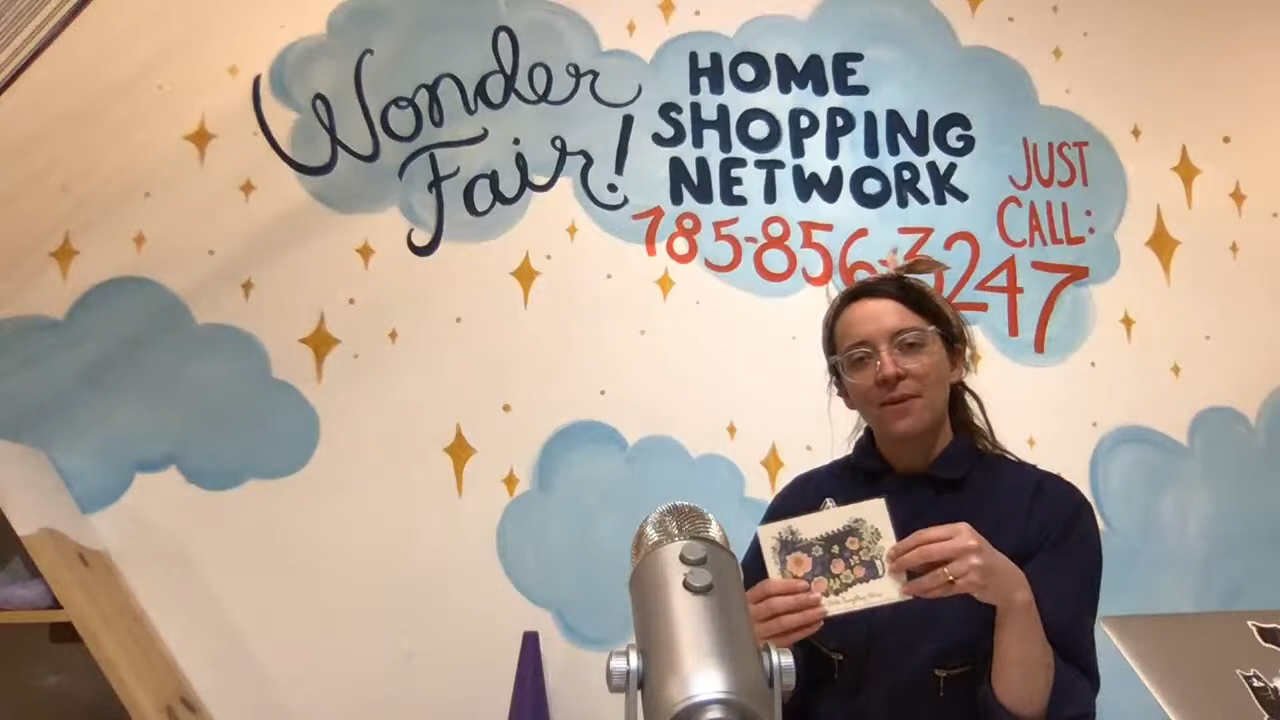 Wonder
Fair!
HOME
SHOPPING
NETWORK
JUST
CALL:
785-856-3247